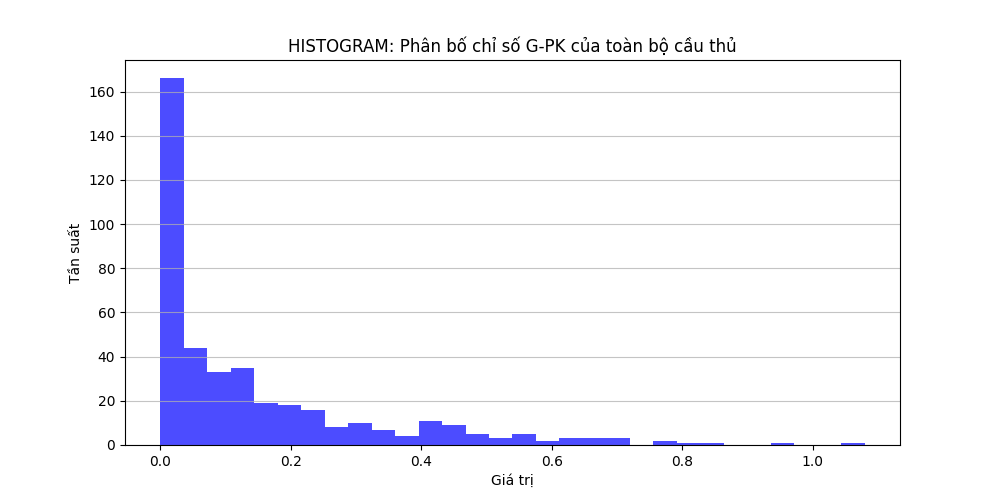 HISTOGRAM: Phân bố chỉ số G-PK của toàn bộ cầu thủ
160
140
120
100
80
60
40
20
0
Tần suất
0.0 0.2 0.4 0.6 0.8 1.0
Giá trị